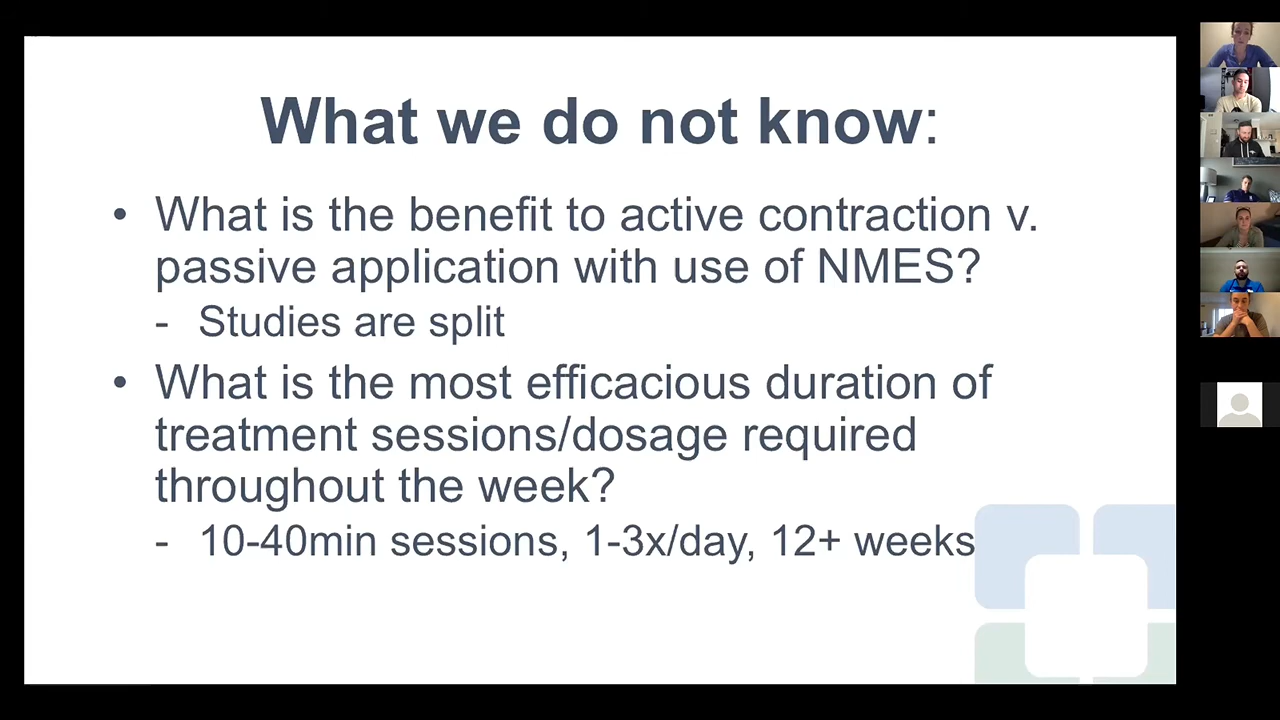 What we do not know:
• What is the benefit to active contraction v.
passive application with use of NMES?
- Studies are split
• What is the most efficacious duration of
treatment sessions/dosage required
throughout the week?
- 10-40min sessions, 1-3x/day, 12+ weeks